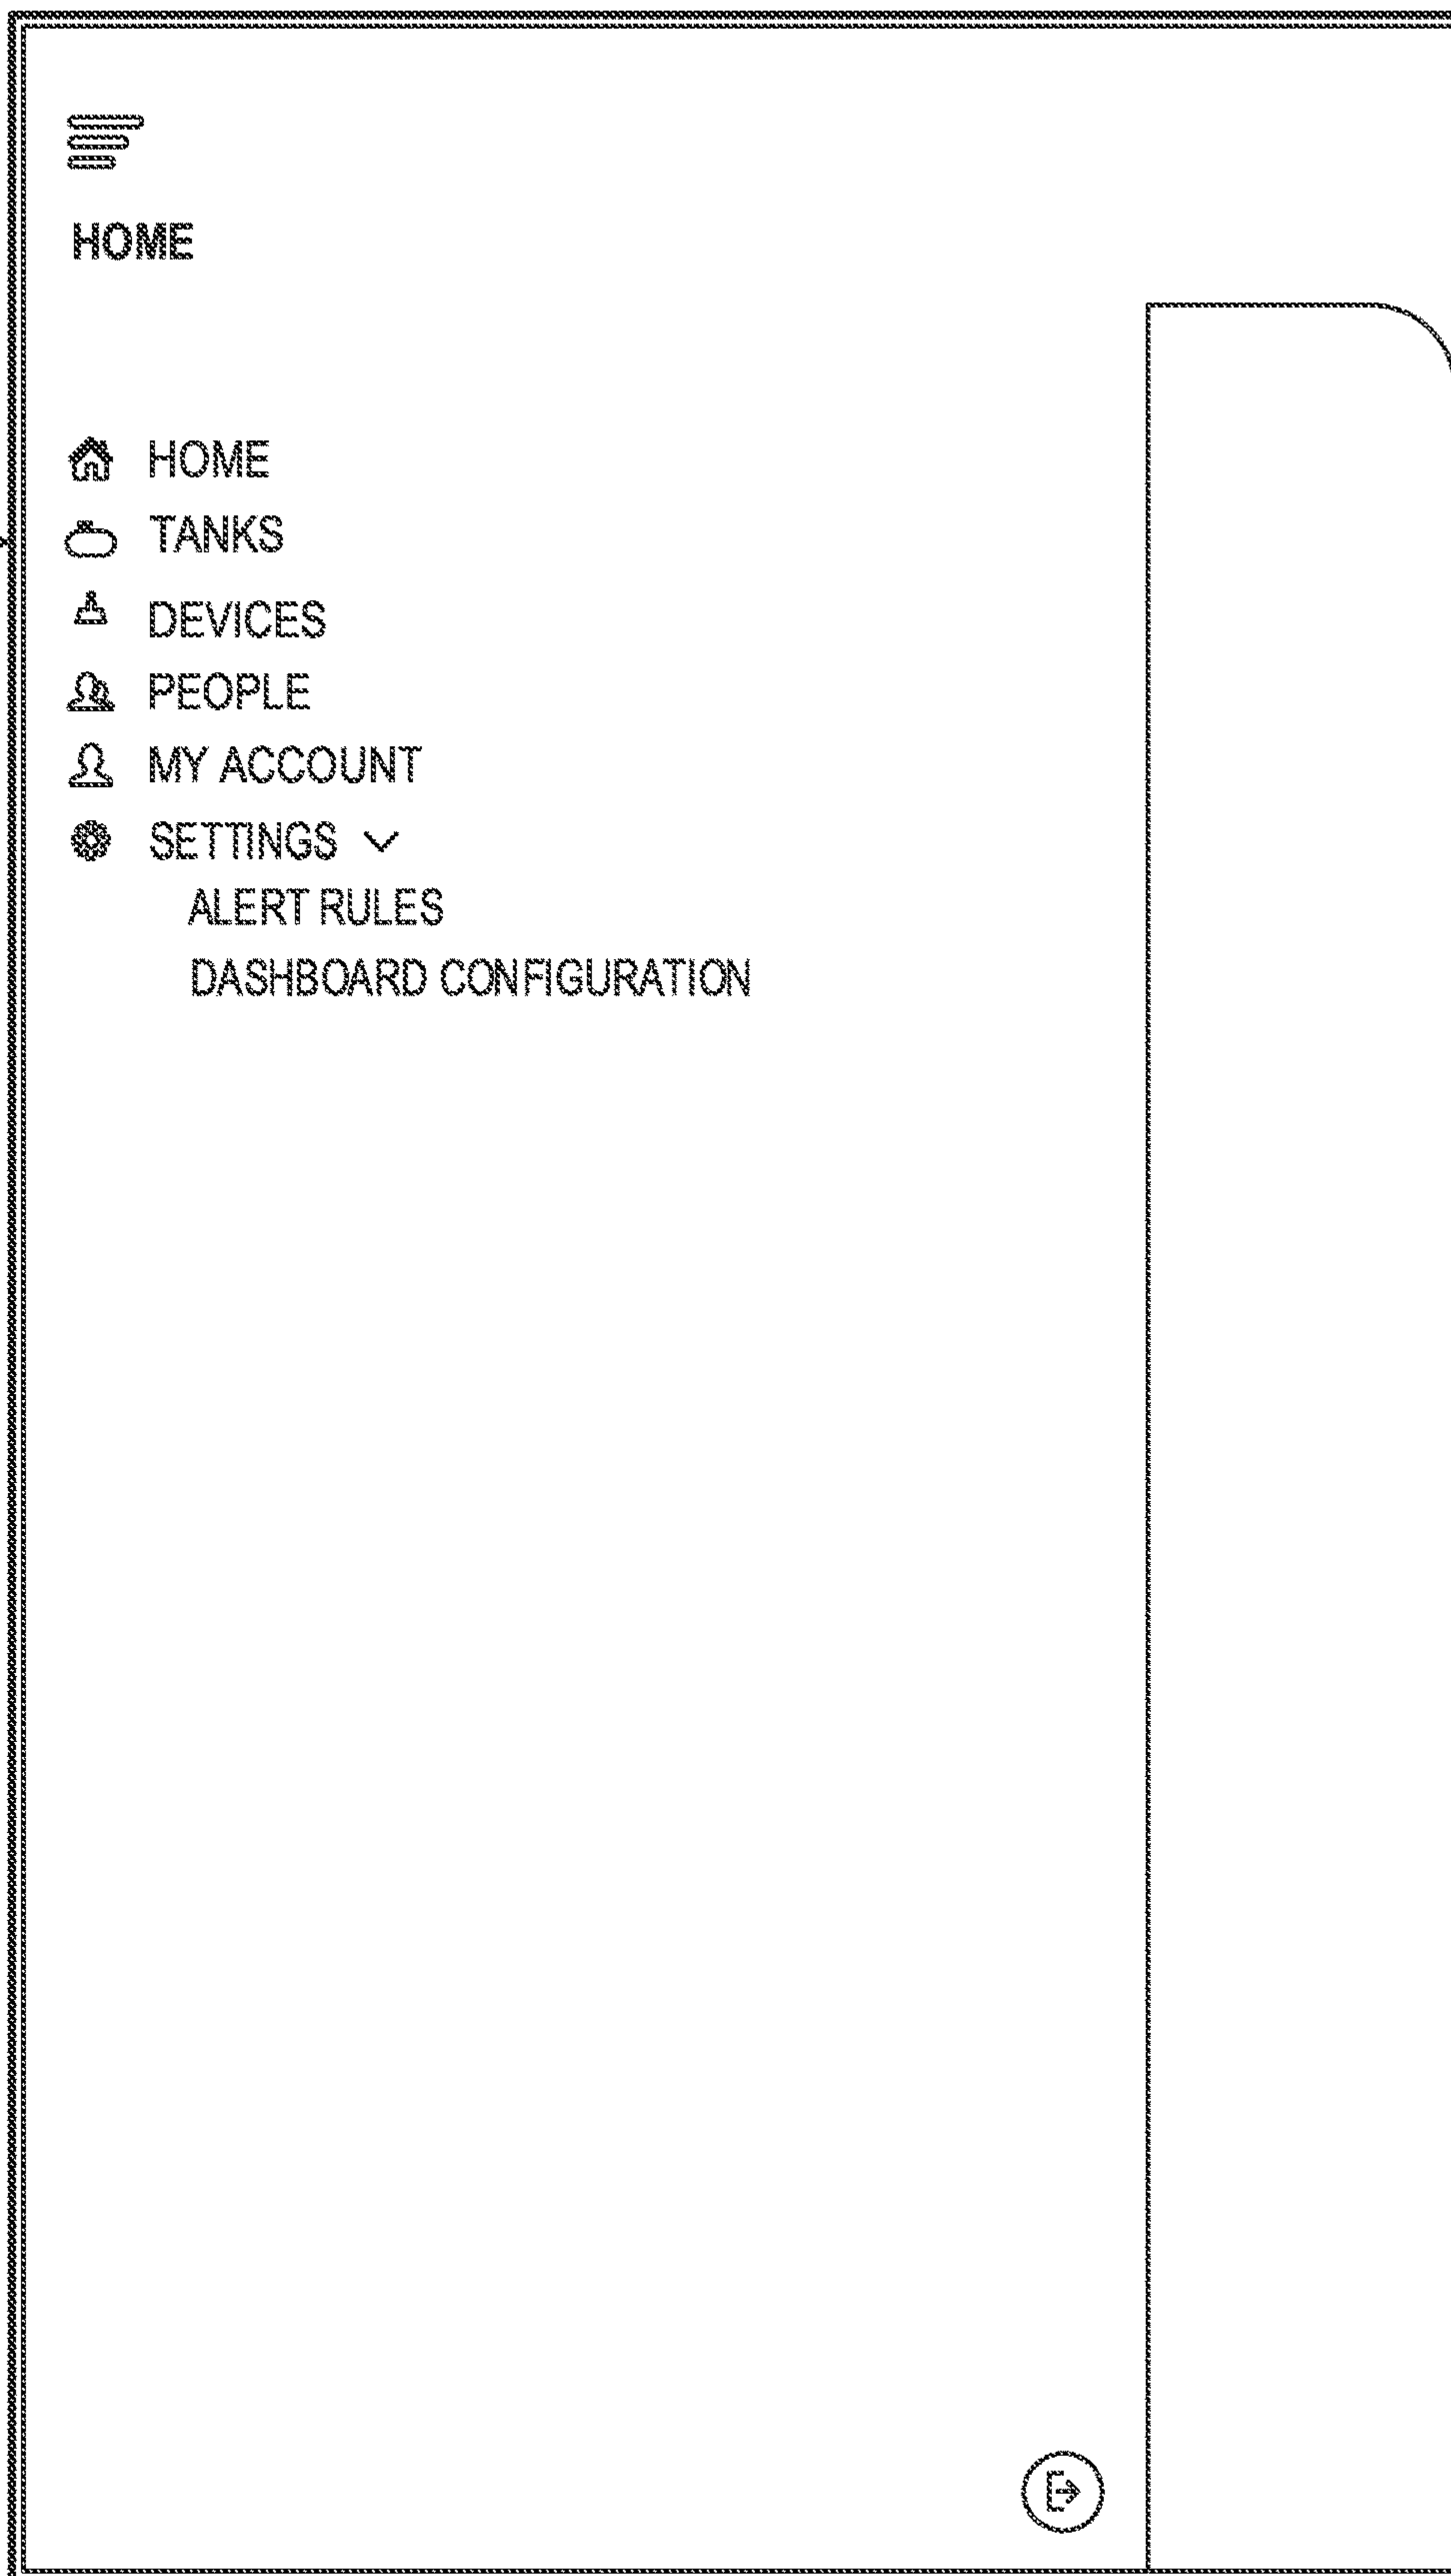 HOME
HOME
TANKS
DEVICES
PEOPLE
MY ACCOUNT
SETTINGS
ALERT RULES
DASHBOARD CONFIGURATION